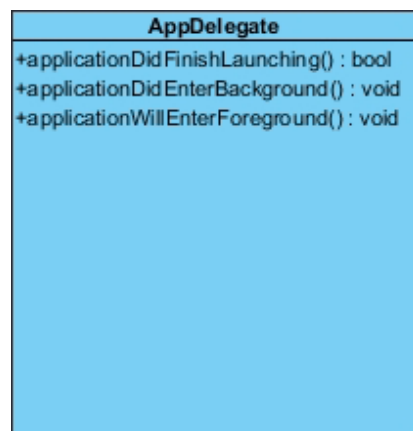 AppDelegate
+applicationDidFinishLaunching() : bool
+applicationDidEnterBackground() : void
+applicationWillEnterForeground() : void